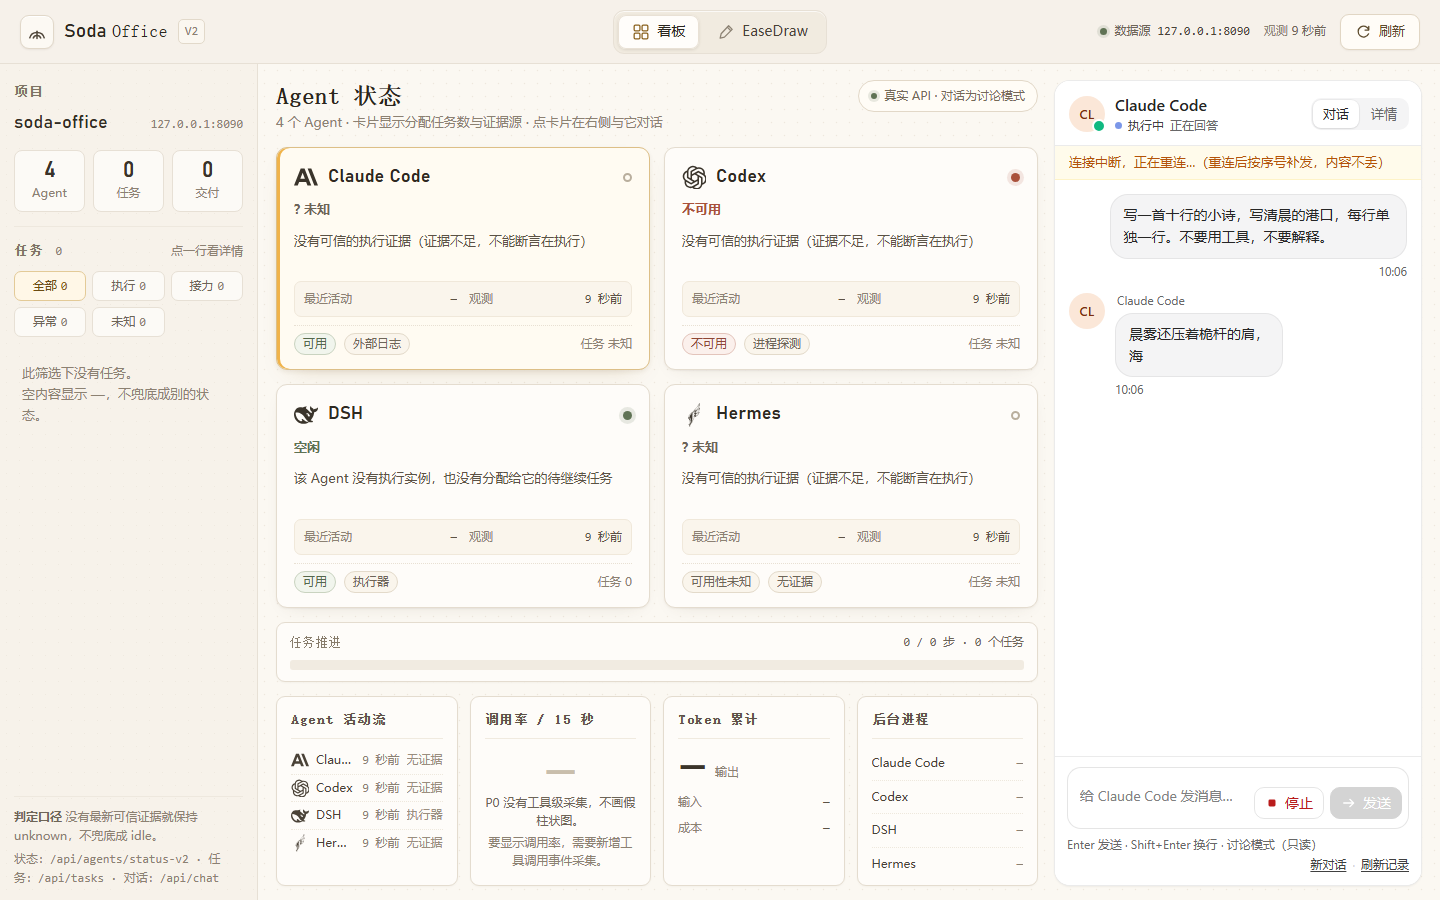 Soda Office V2
看板
EaseDraw
数据源 127.0.0.1:8090
观测 9 秒前
刷新
项目
soda-office 127.0.0.1:8090
4 0 0
Agent 任务 交付
任务 0 点一行看详情
全部 0 执行 0 接力 0
异常 0 未知 0
此筛选下没有任务。
空内容显示 —，不兜底成别的状
态。
判定口径 没有最新可信证据就保持
unknown，不兜底成 idle。
状态: /api/agents/status-v2 · 任
务: /api/tasks · 对话: /api/chat
Agent 状态
真实 API · 对话为讨论模式
4 个 Agent · 卡片显示分配任务数与证据源 · 点卡片在右侧与它对话
Claude Code
? 未知
没有可信的执行证据（证据不足，不能断言在执行）
最近活动 — 观测 9 秒前
可用 外部日志 任务 未知
Codex
不可用
没有可信的执行证据（证据不足，不能断言在执行）
最近活动 — 观测 9 秒前
不可用 进程探测 任务 未知
DSH
空闲
该 Agent 没有执行实例，也没有分配给它的待继续任务
最近活动 — 观测 9 秒前
可用 执行器 任务 0
Hermes
? 未知
没有可信的执行证据（证据不足，不能断言在执行）
最近活动 — 观测 9 秒前
可用性未知 无证据 任务 未知
任务推进 0 / 0 步 · 0 个任务
Agent 活动流
Clau... 9 秒前 无证据
Codex 9 秒前 无证据
DSH 9 秒前 执行器
Her... 9 秒前 无证据
调用率 / 15 秒
—
P0 没有工具级采集，不画假
柱状图。
要显示调用率，需要新增工
具调用事件采集。
Token 累计
— 输出
输入 —
成本 —
后台进程
Claude Code —
Codex —
DSH —
Hermes —
CL
Claude Code
执行中 正在回答
对话 详情
连接中断，正在重连...（重连后按序号补发，内容不丢）
写一首十行的小诗，写清晨的港口，每行单
独一行。不要用工具，不要解释。
10:06
CL
Claude Code
晨雾还压着桅杆的肩，
海
10:06
给 Claude Code 发消息...
停止
发送
Enter 发送 · Shift+Enter 换行 · 讨论模式（只读）
新对话 · 刷新记录